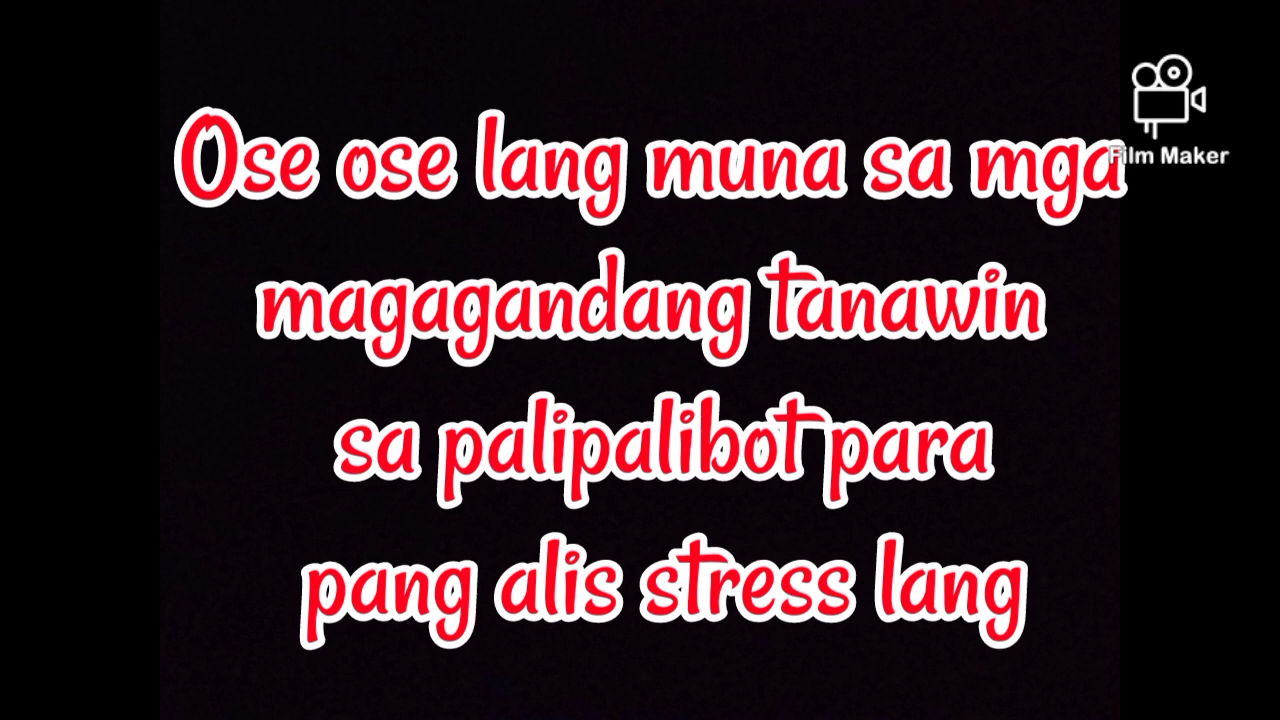 Ose ose lang muna sa mga
magagandang tanawin
sa palipalibot para
pang alis stress lang
Film Maker